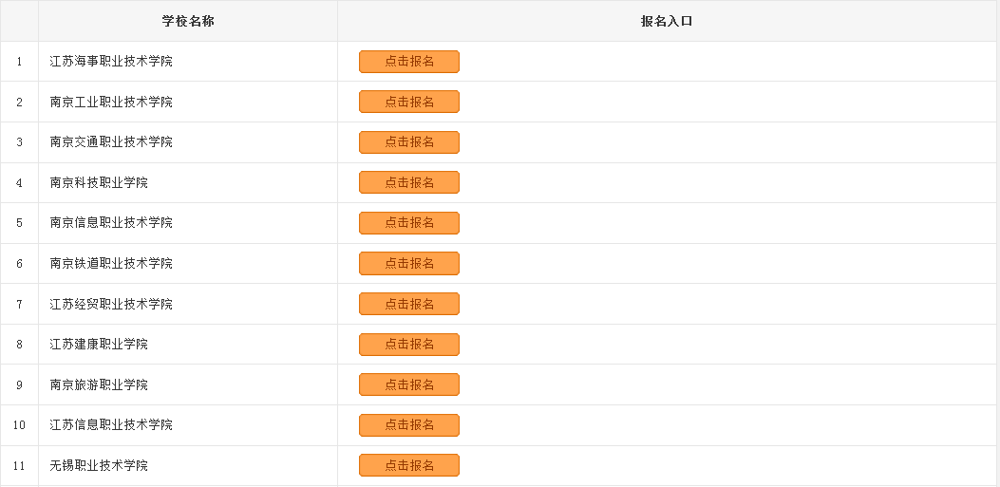 学校名称 报名入口
1 江苏海事职业技术学院 点击报名
2 南京工业职业技术学院 点击报名
3 南京交通职业技术学院 点击报名
4 南京科技职业学院 点击报名
5 南京信息职业技术学院 点击报名
6 南京铁道职业技术学院 点击报名
7 江苏经贸职业技术学院 点击报名
8 江苏建康职业学院 点击报名
9 南京旅游职业学院 点击报名
10 江苏信息职业技术学院 点击报名
11 无锡职业技术学院 点击报名